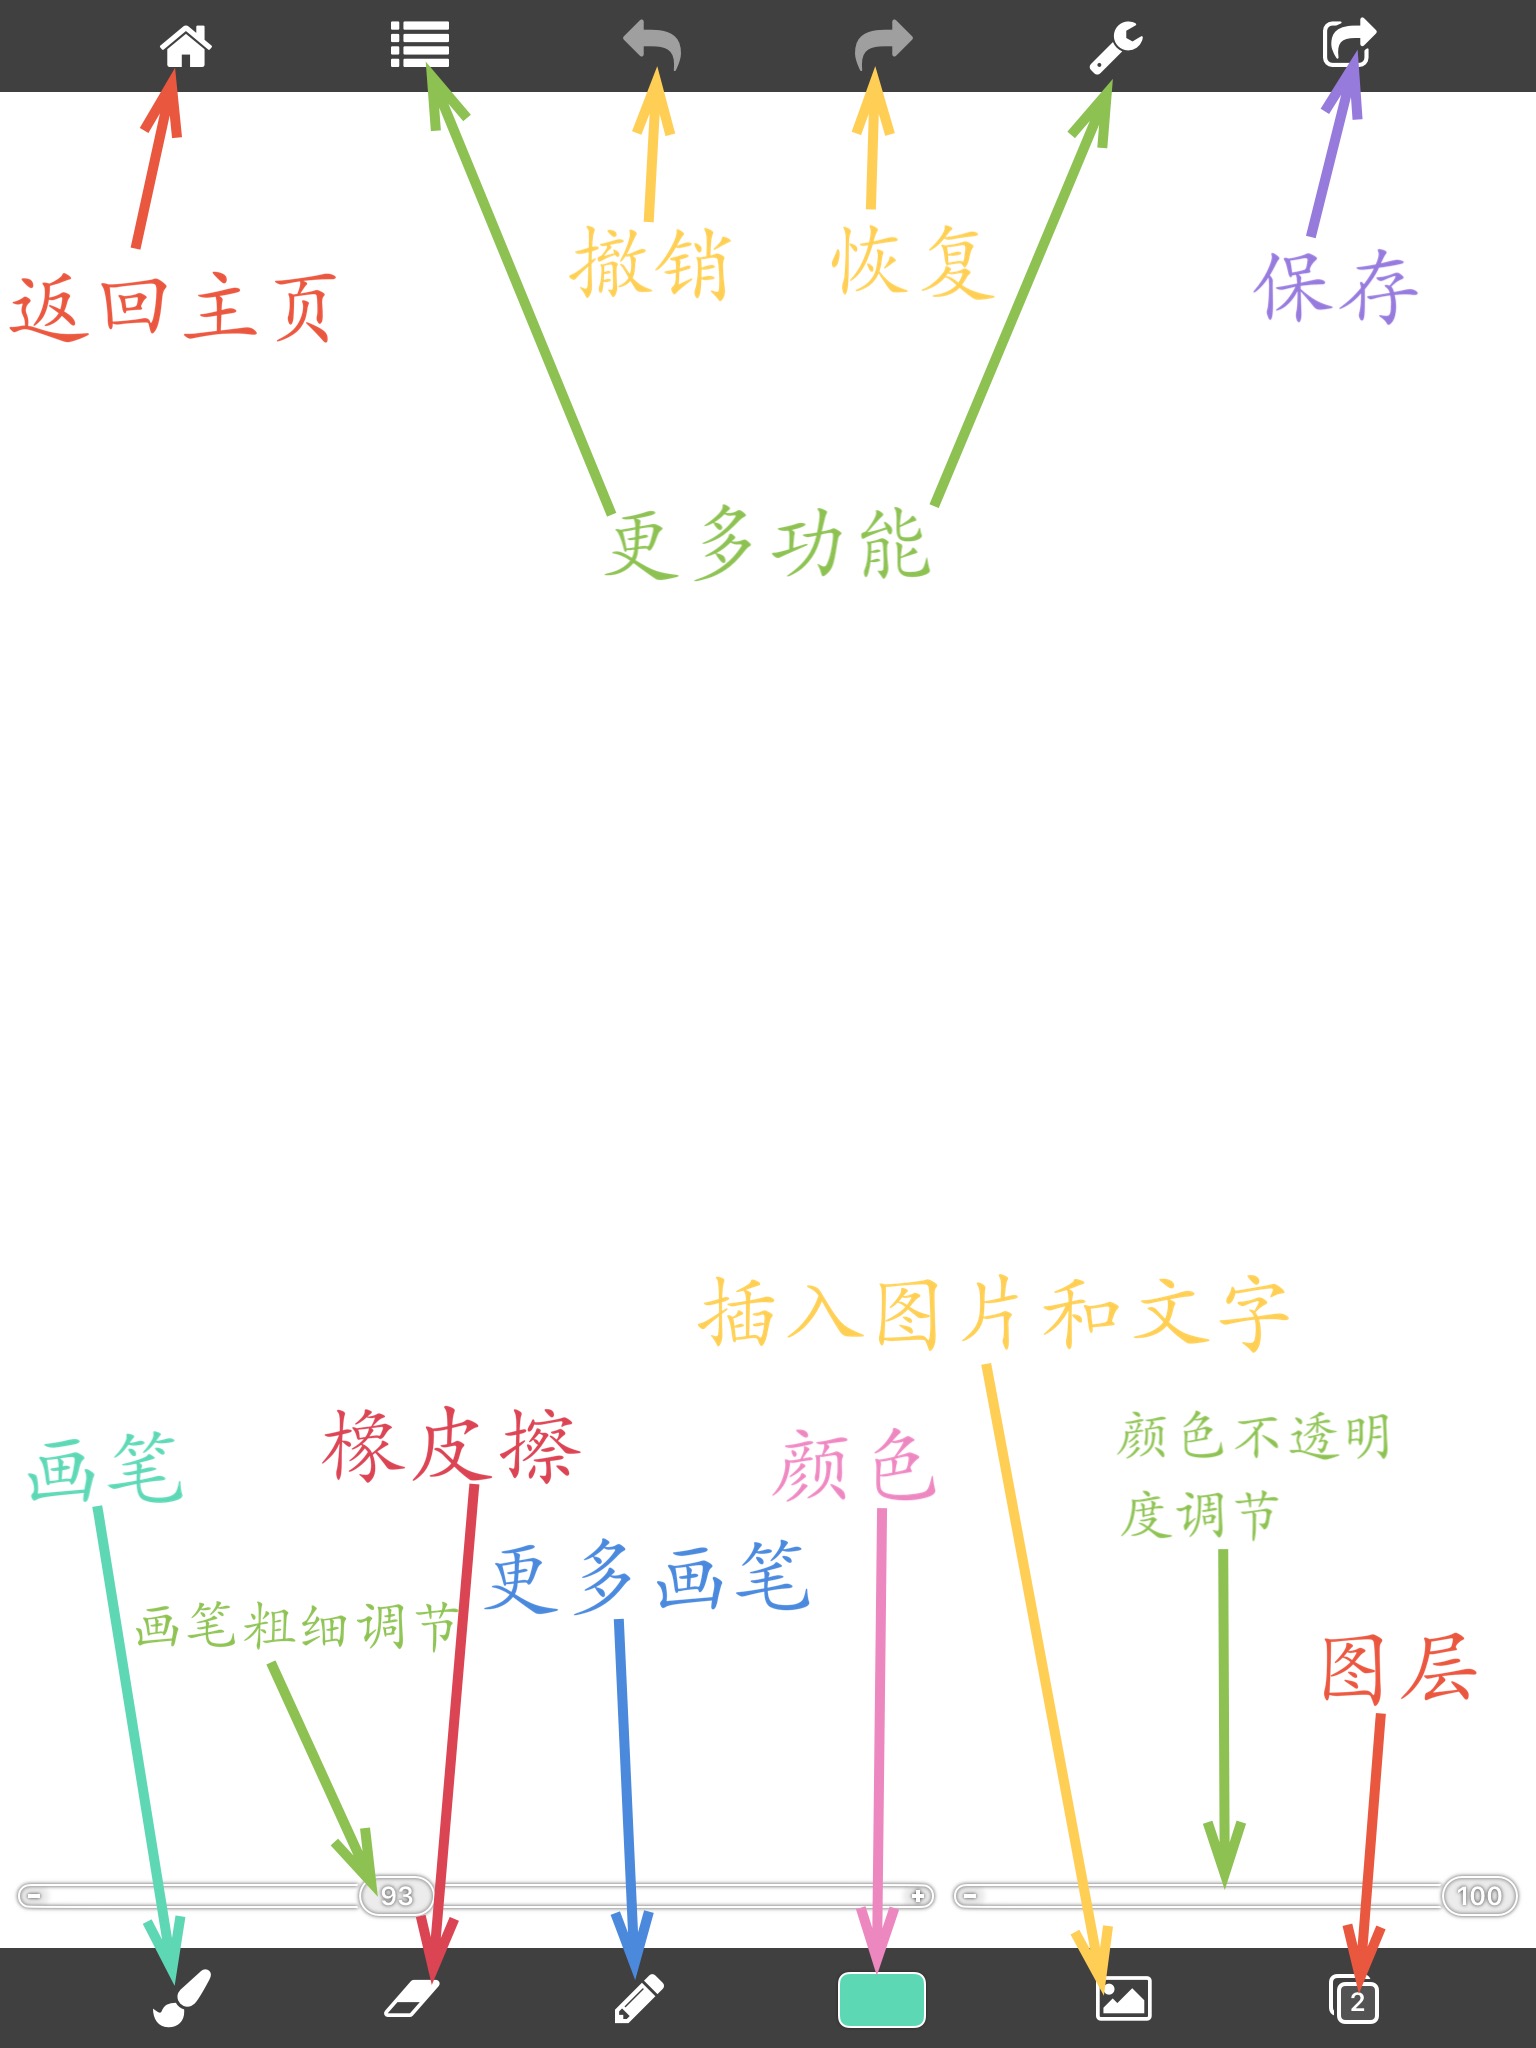 撤销
恢复
保存
返回主页
更多功能
插入图片和文字
画笔
橡皮擦
颜色
颜色不透明
度调节
更多画笔
画笔粗细调节
图层
93
100
2